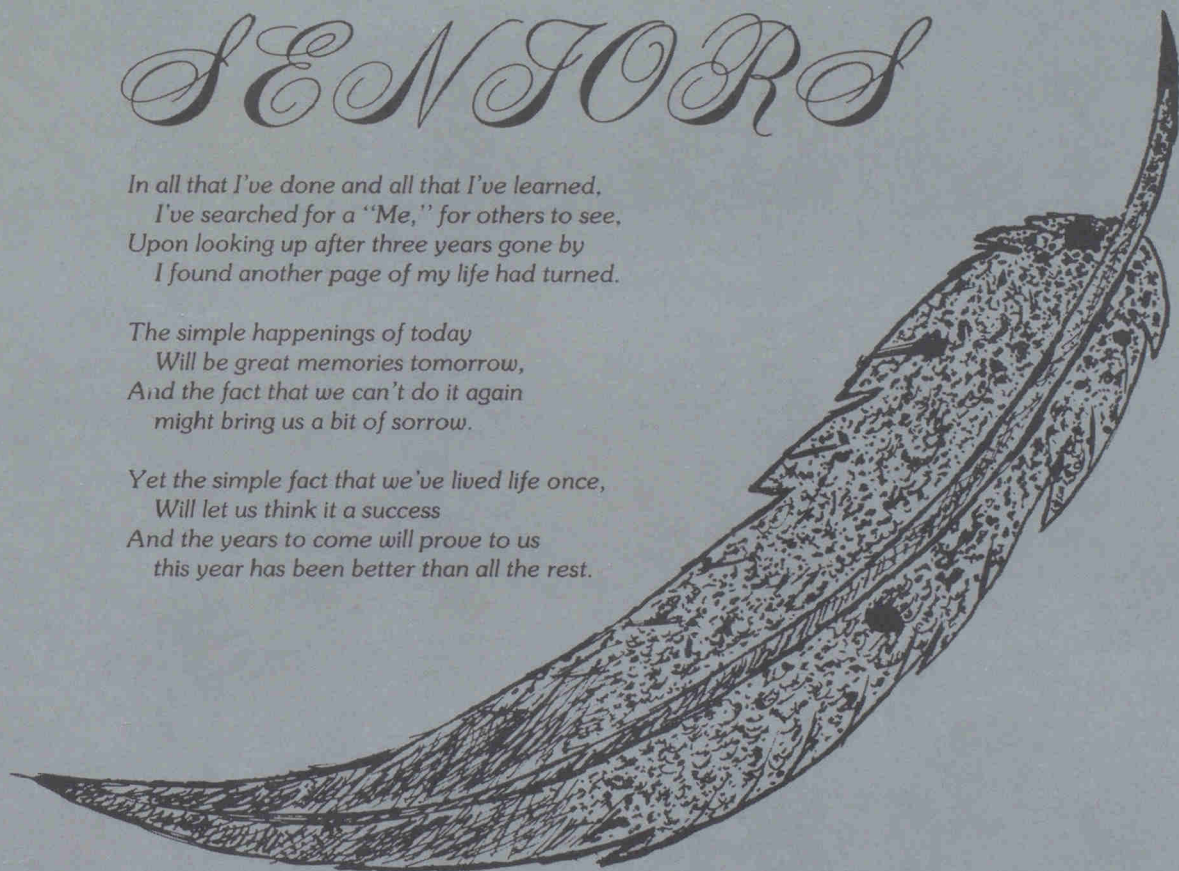 SENIORS
In all that I've done and all that I've learned,
I've searched for a "Me," for others to see,
Upon looking up after three years gone by
I found another page of my life had turned.
The simple happenings of today
Will be great memories tomorrow,
And the fact that we can't do it again
might bring us a bit of sorrow.
Yet the simple fact that we've lived life once,
Will let us think it a success
And the years to come will prove to us
this year has been better than all the rest.